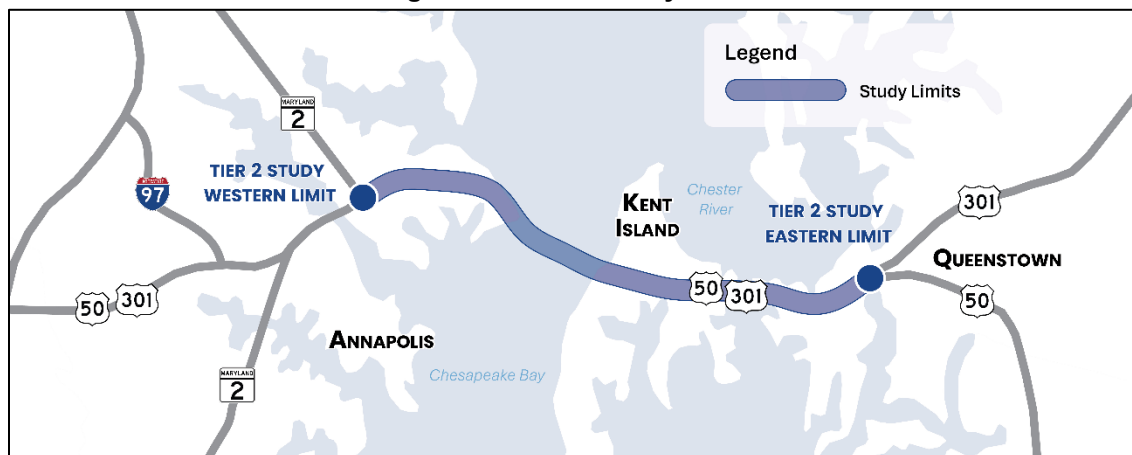 Legend
Study Limits
MARYLAND
2
TIER 2 STUDY
WESTERN LIMIT
97
KENT
ISLAND
Chester
River
TIER 2 STUDY
EASTERN LIMIT
301
QUEENSTOWN
50
301
50
301
50
ANNAPOLIS
Chesapeake Bay
MARYLAND
2